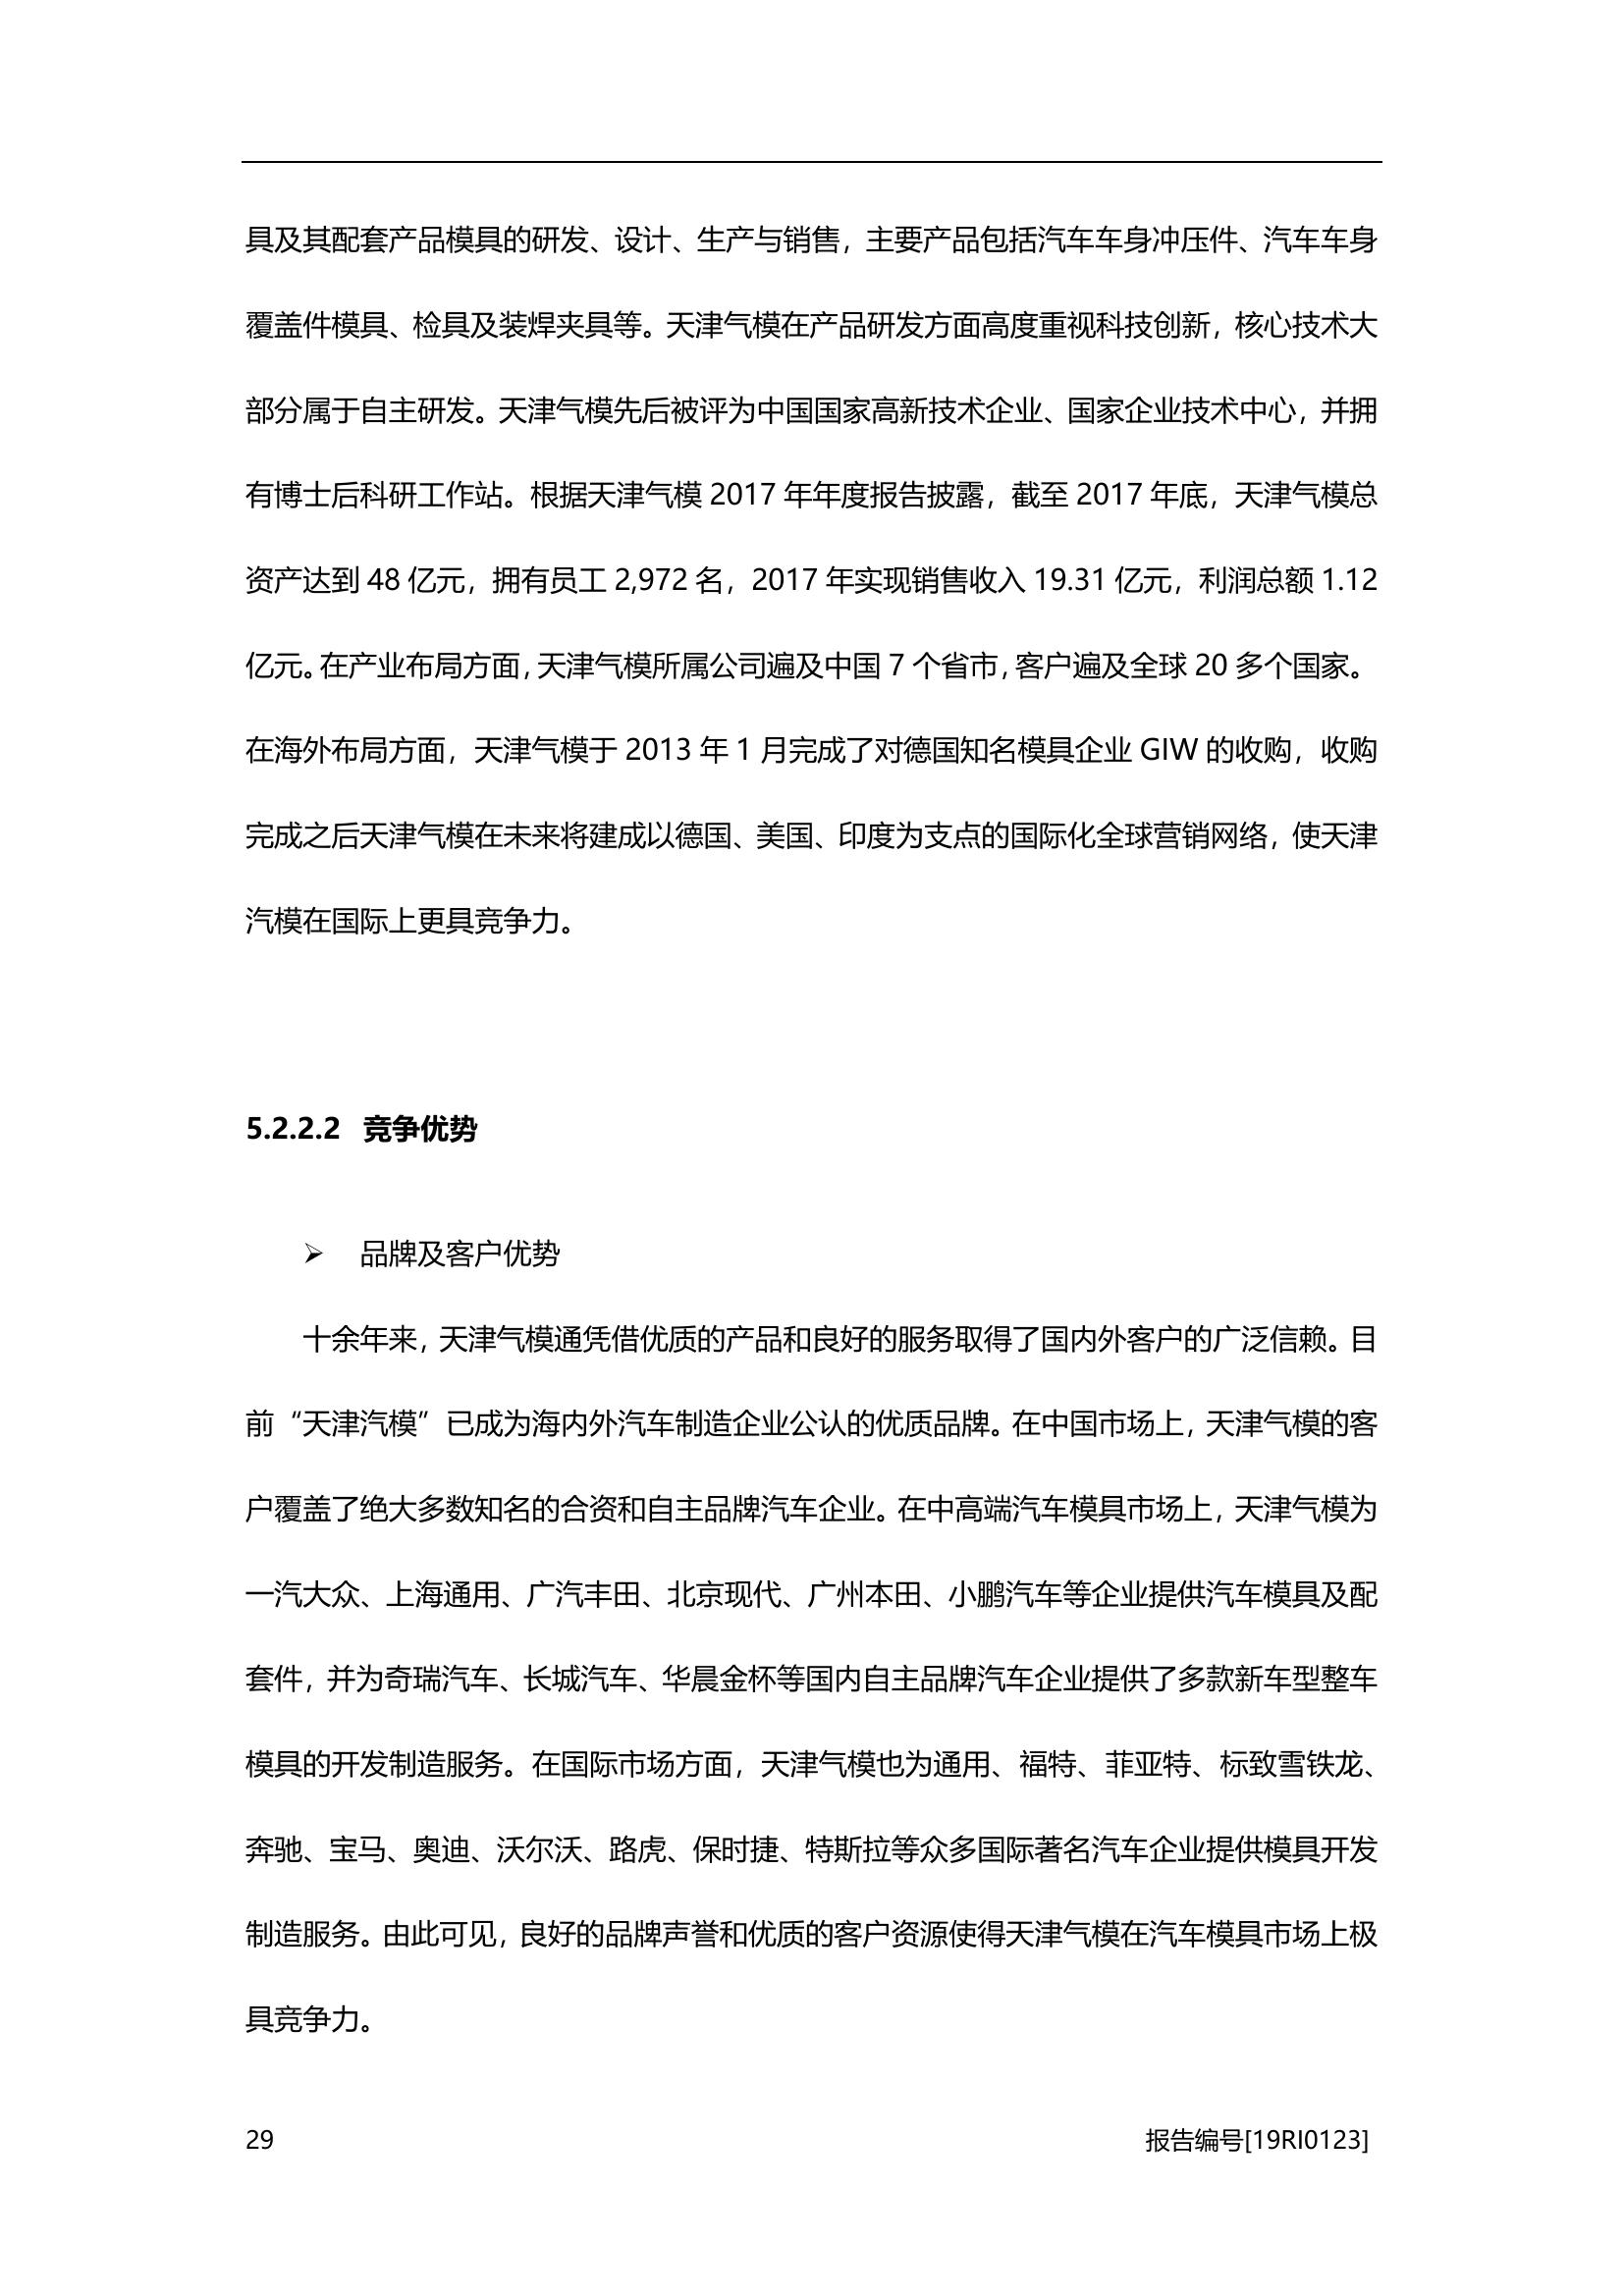 具及其配套产品模具的研发、设计、生产与销售，主要产品包括汽车车身冲压件、汽车车身
覆盖件模具、检具及装焊夹具等。天津气模在产品研发方面高度重视科技创新，核心技术大
部分属于自主研发。天津气模先后被评为中国国家高新技术企业、国家企业技术中心，并拥
有博士后科研工作站。根据天津气模 2017 年年度报告披露，截至 2017 年底，天津气模总
资产达到 48 亿元，拥有员工 2,972 名，2017 年实现销售收入 19.31 亿元，利润总额 1.12
亿元。在产业布局方面，天津气模所属公司遍及中国 7 个省市，客户遍及全球 20 多个国家。
在海外布局方面，天津气模于 2013 年 1 月完成了对德国知名模具企业 GIW 的收购，收购
完成之后天津气模在未来将建成以德国、美国、印度为支点的国际化全球营销网络，使天津
汽模在国际上更具竞争力。
5.2.2.2 竞争优势
➢ 品牌及客户优势
十余年来，天津气模通凭借优质的产品和良好的服务取得了国内外客户的广泛信赖。目
前“天津汽模”已成为海内外汽车制造企业公认的优质品牌。在中国市场上，天津气模的客
户覆盖了绝大多数知名的合资和自主品牌汽车企业。在中高端汽车模具市场上，天津气模为
一汽大众、上海通用、广汽丰田、北京现代、广州本田、小鹏汽车等企业提供汽车模具及配
套件，并为奇瑞汽车、长城汽车、华晨金杯等国内自主品牌汽车企业提供了多款新车型整车
模具的开发制造服务。在国际市场方面，天津气模也为通用、福特、菲亚特、标致雪铁龙、
奔驰、宝马、奥迪、沃尔沃、路虎、保时捷、特斯拉等众多国际著名汽车企业提供模具开发
制造服务。由此可见，良好的品牌声誉和优质的客户资源使得天津气模在汽车模具市场上极
具竞争力。
29 报告编号[19RI0123]